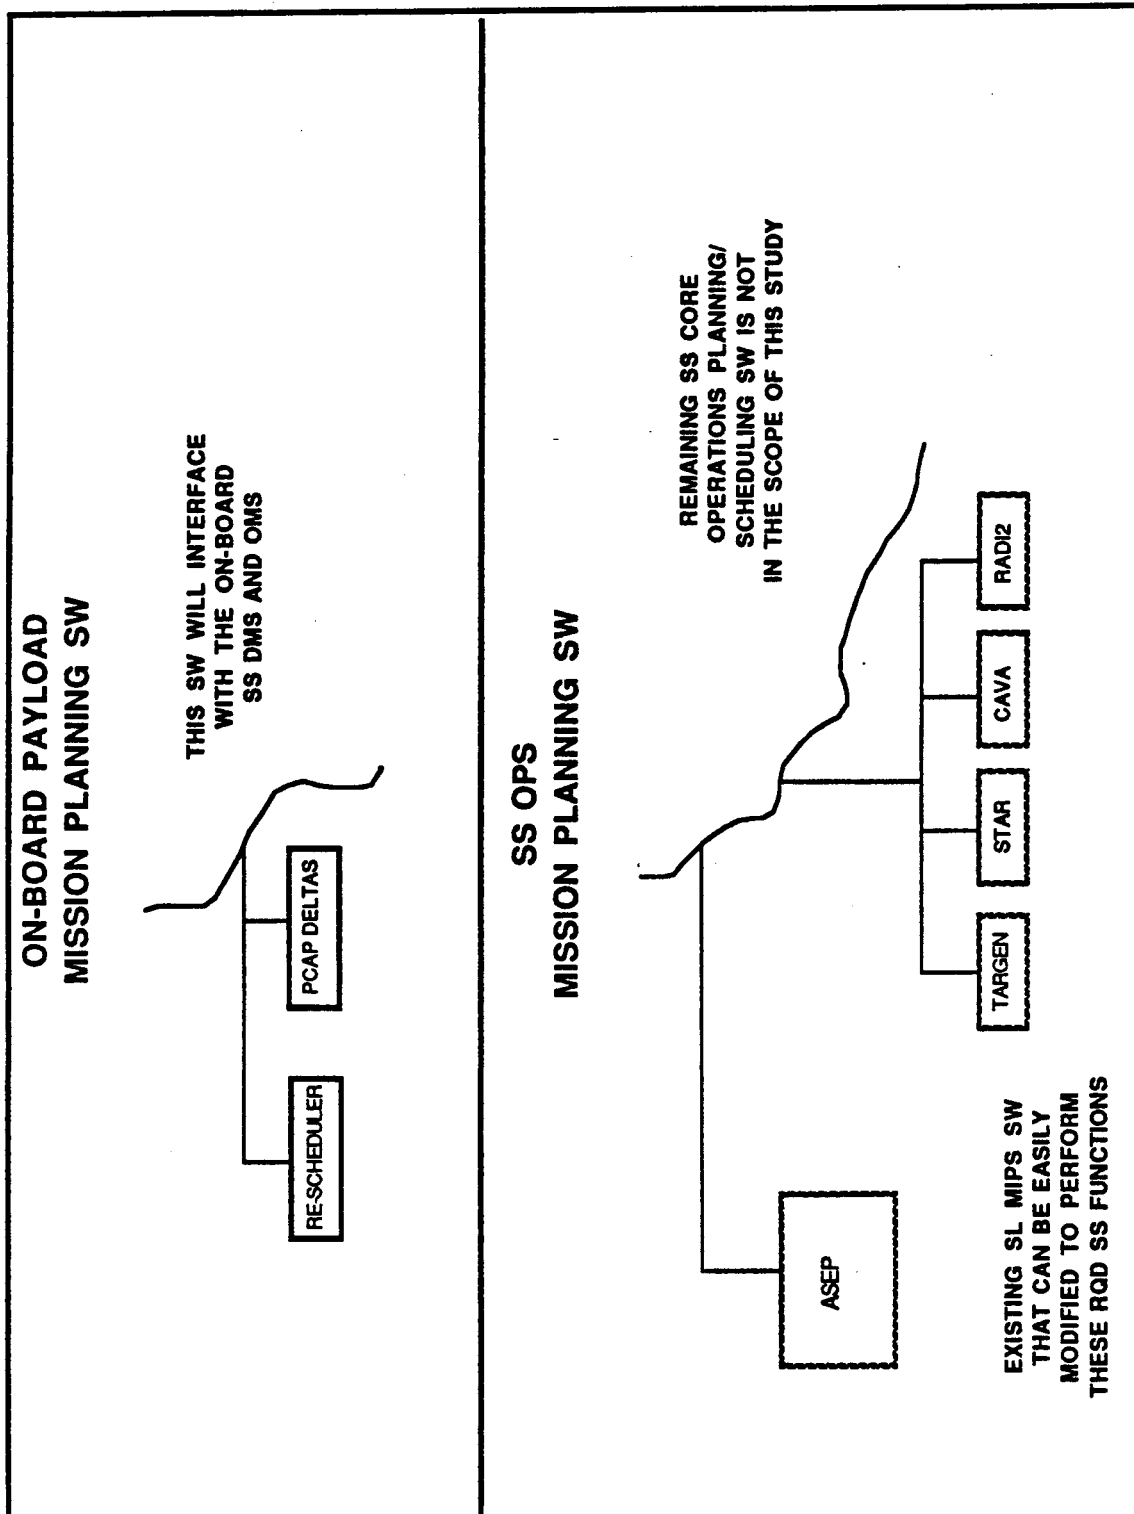 ON-BOARD PAYLOAD
MISSION PLANNING SW
THIS SW WILL INTERFACE
WITH THE ON-BOARD
SS DMS AND OMS
RE-SCHEDULER
PCAP DELTAS
SS OPS
MISSION PLANNING SW
REMAINING SS CORE
OPERATIONS PLANNING/
SCHEDULING SW IS NOT
IN THE SCOPE OF THIS STUDY
ASEP
TARGEN
STAR
CAVA
RADI2
EXISTING SL MIPS SW
THAT CAN BE EASILY
MODIFIED TO PERFORM
THESE RQD SS FUNCTIONS